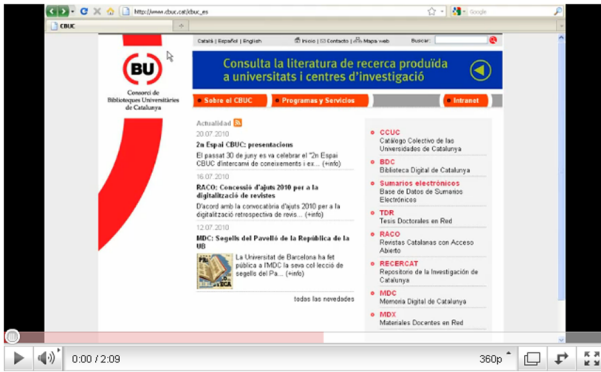 http://www.cbuc.cat/cbuc_es
Google
CBUC
Català | Español | English
Inicio | Contacto | Mapa web
Buscar:
BU
Consorci de
Biblioteques Universitàries
de Catalunya
Consulta la literatura de recerca produïda
a universitats i centres d'investigació
Sobre el CBUC
Programas y Servicios
Intranet
Actualidad
20.07.2010
2n Espai CBUC: presentacions
El passat 30 de juny es va celebrar el "2n Espai
CBUC d'intercanvi de coneixements i ex... (+info)
16.07.2010
RACO: Concessió d'ajuts 2010 per a la
digitalització de revistes
D'acord amb la convocatòria d'ajuts 2010 per a la
digitalització retrospectiva de revis... (+info)
12.07.2010
MDC: Segells del Pavelló de la República de la
UB
La Universitat de Barcelona ha fet
pública a l'MDC la seva col·lecció de
segells del Pa... (+info)
todas las novedades
CCUC
Catálogo Colectivo de las
Universidades de Catalunya
BDC
Biblioteca Digital de Catalunya
Sumarios electrónicos
Base de Datos de Sumarios
Electrónicos
TDR
Tesis Doctorales en Red
RACO
Revistas Catalanas con Acceso
Abierto
RECERCAT
Repositorio de la Investigación de
Catalunya
MDC
Memoria Digital de Catalunya
MDX
Materiales Docentes en Red
0:00 / 2:09
360p